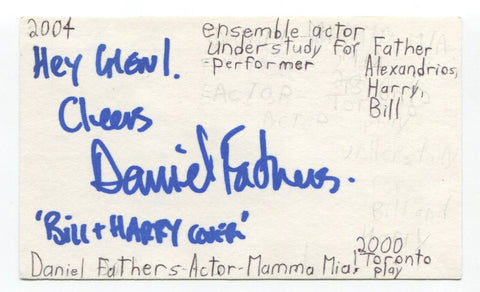 2004
ensemble actor
understudy for
-performer
Father
Alexandrios,
Harry,
Bill
Hey GLEN!
Cheers
Daniel Fathers.
"Bill + HARRY cover"
2000
Toronto
play
Daniel Fathers-Actor-Mamma Mia!